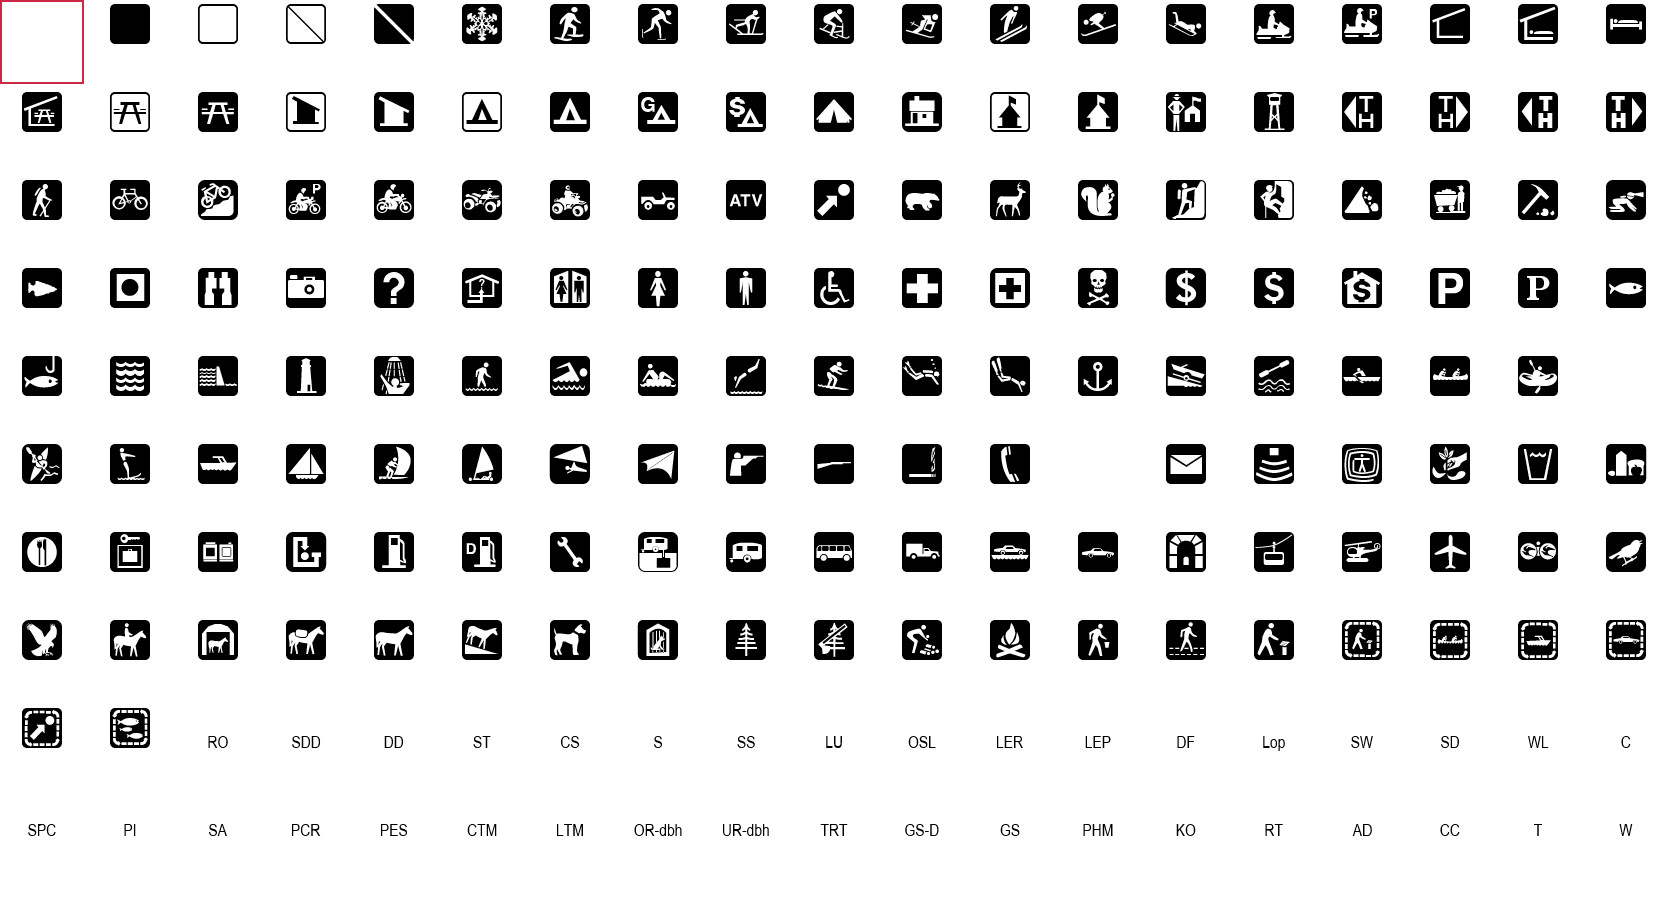 P
G S T H T H T H T H
P ATV
? ? $ $ $ P P
D
RO SDD DD ST CS S SS LU OSL LER LEP DF Lop SW SD WL C
SPC PI SA PCR PES CTM LTM OR-dbh UR-dbh TRT GS-D GS PHM KO RT AD CC T W